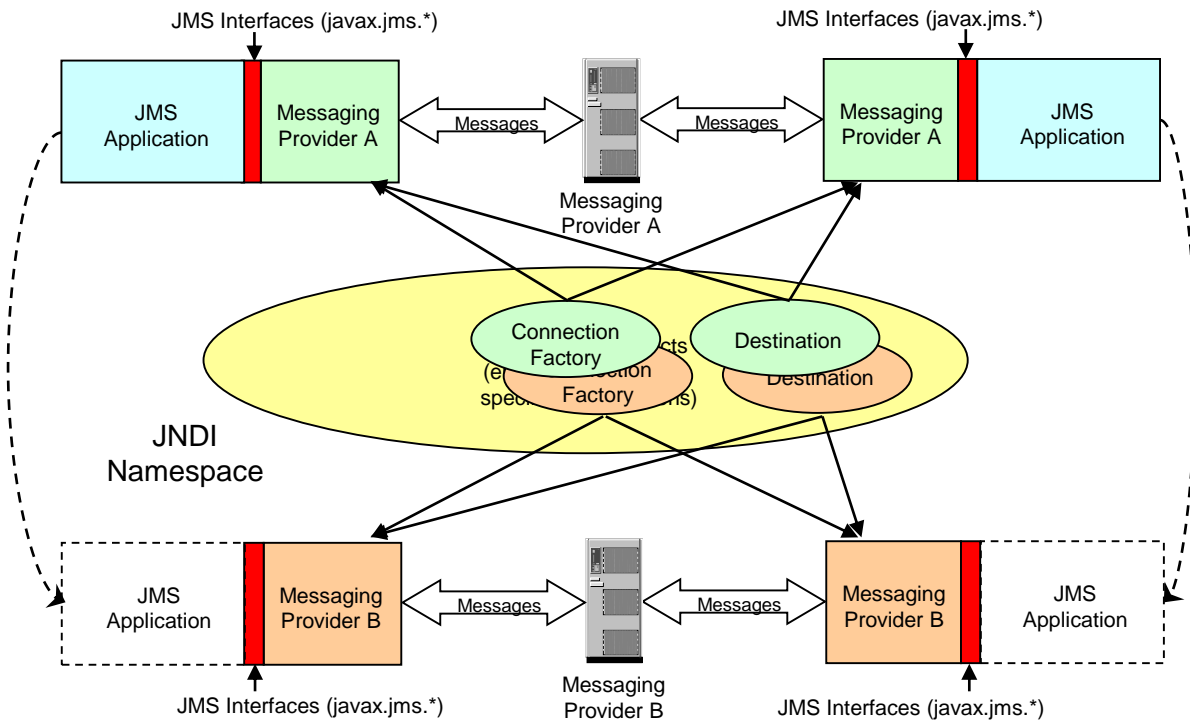 JMS Interfaces (javax.jms.*)
JMS Interfaces (javax.jms.*)
JMS
Application
Messaging
Provider A
Messages
Messages
Messaging
Provider A
JMS
Application
Messaging
Provider A
Connection
Factory
Destination
Factory
Destination
JNDI
Namespace
JMS
Application
Messaging
Provider B
Messages
Messages
Messaging
Provider B
JMS
Application
JMS Interfaces (javax.jms.*)
Messaging
Provider B
JMS Interfaces (javax.jms.*)